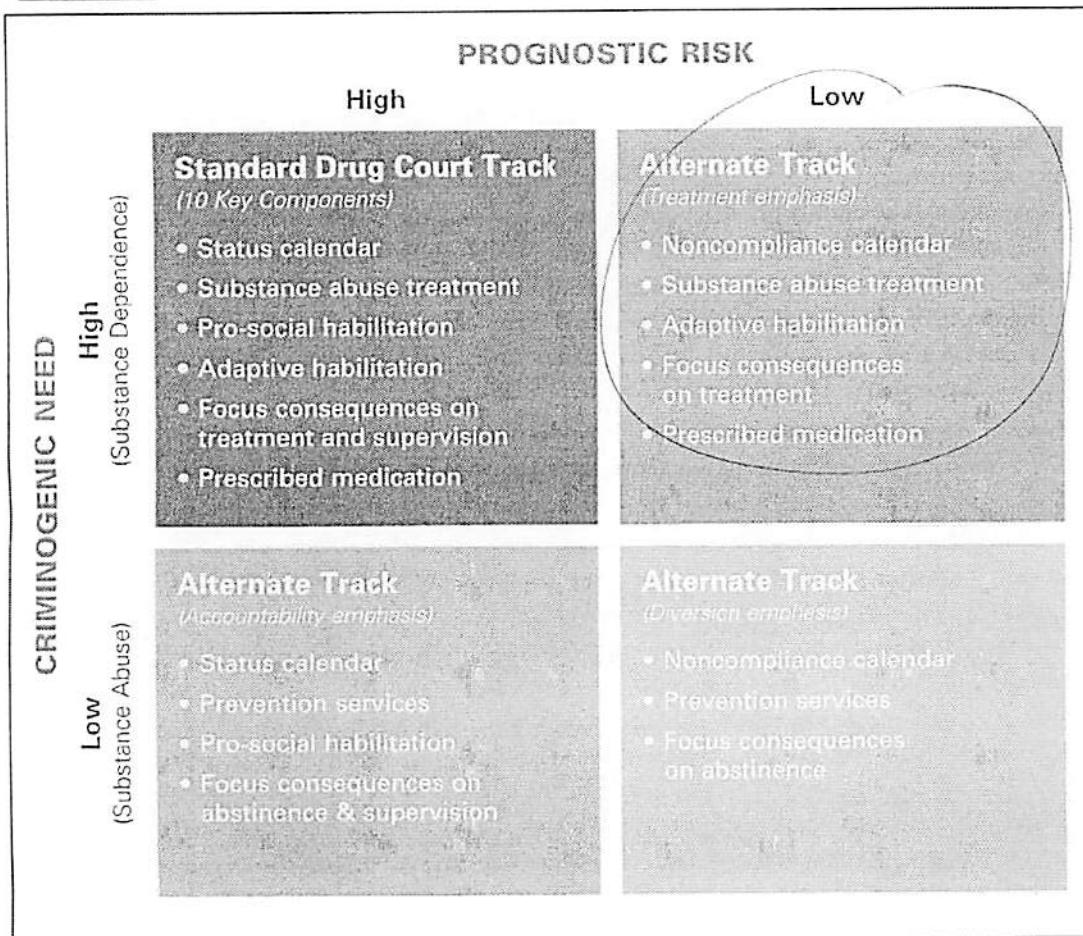 PROGNOSTIC RISK
High
Low
CRIMINOGENIC NEED
High
(Substance Dependence)
Standard Drug Court Track
(10 Key Components)
• Status calendar
• Substance abuse treatment
• Pro-social habilitation
• Adaptive habilitation
• Focus consequences on
treatment and supervision
• Prescribed medication
Alternate Track
(Treatment emphasis)
• Noncompliance calendar
• Substance abuse treatment
• Adaptive habilitation
• Focus consequences
on treatment
• Prescribed medication
Low
(Substance Abuse)
Alternate Track
(Accountability emphasis)
• Status calendar
• Prevention services
• Pro-social habilitation
• Focus consequences on
abstinence & supervision
Alternate Track
(Diversion emphasis)
• Noncompliance calendar
• Prevention services
• Focus consequences
on abstinence